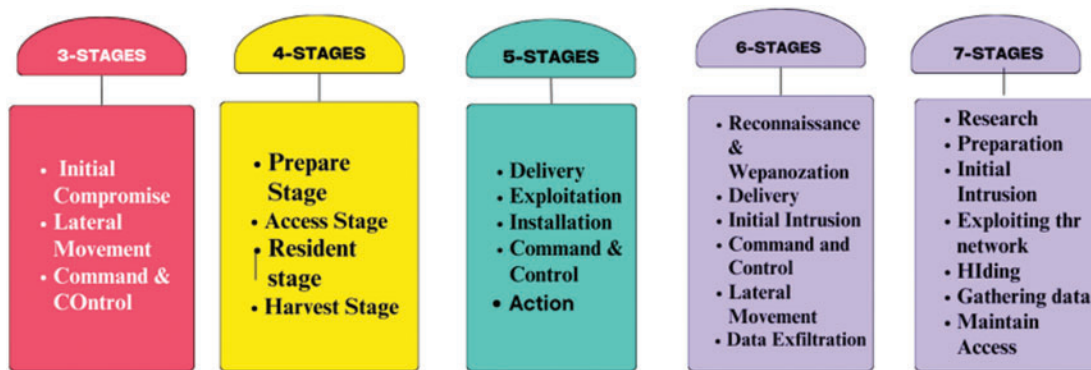 3-STAGES
• Initial
Compromise
• Lateral
Movement
• Command &
COntrol
4-STAGES
• Prepare
Stage
• Access Stage
• Resident
stage
• Harvest Stage
5-STAGES
• Delivery
• Exploitation
• Installation
• Command &
Control
• Action
6-STAGES
• Reconnaissance
&
Wepanozation
• Delivery
• Initial Intrusion
• Command and
Control
• Lateral
Movement
• Data Exfiltration
7-STAGES
• Research
• Preparation
• Initial
Intrusion
• Exploiting thr
network
• HIding
• Gathering data
• Maintain
Access